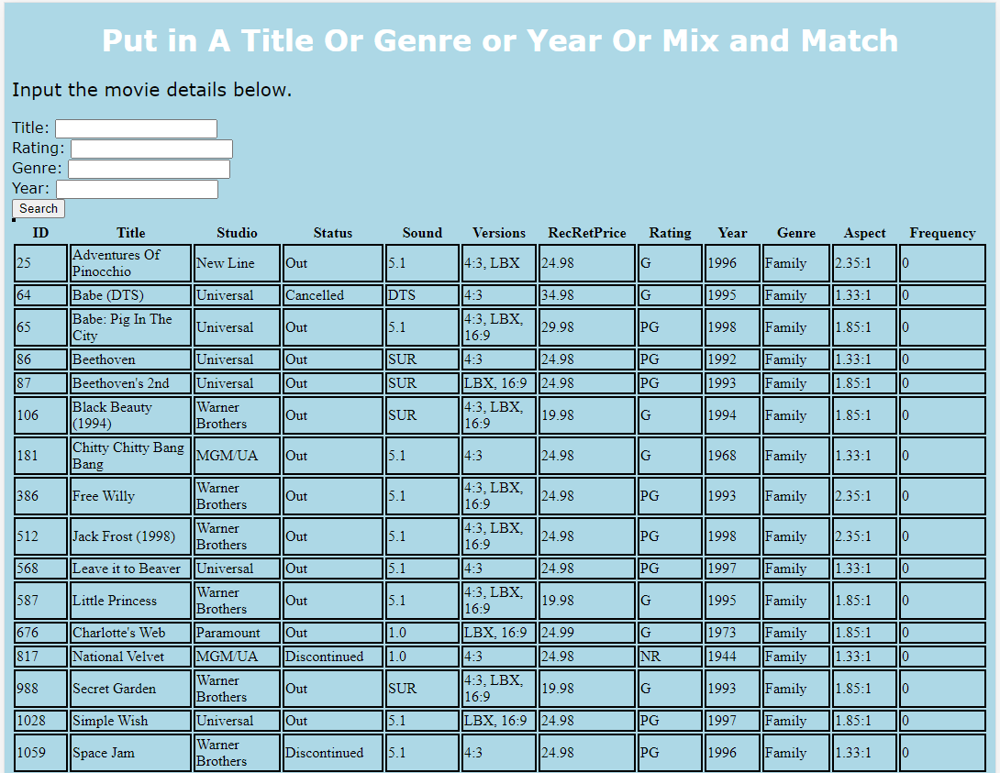 Put in A Title Or Genre or Year Or Mix and Match
Input the movie details below.
Title:
Rating:
Genre:
Year:
Search
ID Title Studio Status Sound Versions RecRetPrice Rating Year Genre Aspect Frequency
25 Adventures Of Pinocchio New Line Out 5.1 4:3, LBX 24.98 G 1996 Family 2.35:1 0
64 Babe (DTS) Universal Cancelled DTS 4:3 34.98 G 1995 Family 1.33:1 0
65 Babe: Pig In The City Universal Out 5.1 4:3, LBX, 16:9 29.98 PG 1998 Family 1.85:1 0
86 Beethoven Universal Out SUR 4:3 24.98 PG 1992 Family 1.33:1 0
87 Beethoven's 2nd Universal Out SUR LBX, 16:9 24.98 PG 1993 Family 1.85:1 0
106 Black Beauty (1994) Warner Brothers Out SUR 4:3, LBX, 16:9 19.98 G 1994 Family 1.85:1 0
181 Chitty Chitty Bang Bang MGM/UA Out 5.1 4:3 24.98 G 1968 Family 1.33:1 0
386 Free Willy Warner Brothers Out 5.1 4:3, LBX, 16:9 24.98 PG 1993 Family 2.35:1 0
512 Jack Frost (1998) Warner Brothers Out 5.1 4:3, LBX, 16:9 24.98 PG 1998 Family 2.35:1 0
568 Leave it to Beaver Universal Out 5.1 4:3 24.98 PG 1997 Family 1.33:1 0
587 Little Princess Warner Brothers Out 5.1 4:3, LBX, 16:9 19.98 G 1995 Family 1.85:1 0
676 Charlotte's Web Paramount Out 1.0 LBX, 16:9 24.99 G 1973 Family 1.85:1 0
817 National Velvet MGM/UA Discontinued 1.0 4:3 24.98 NR 1944 Family 1.33:1 0
988 Secret Garden Warner Brothers Out SUR 4:3, LBX, 16:9 19.98 G 1993 Family 1.85:1 0
1028 Simple Wish Universal Out 5.1 LBX, 16:9 24.98 PG 1997 Family 1.85:1 0
1059 Space Jam Warner Brothers Discontinued 5.1 4:3 24.98 PG 1996 Family 1.33:1 0